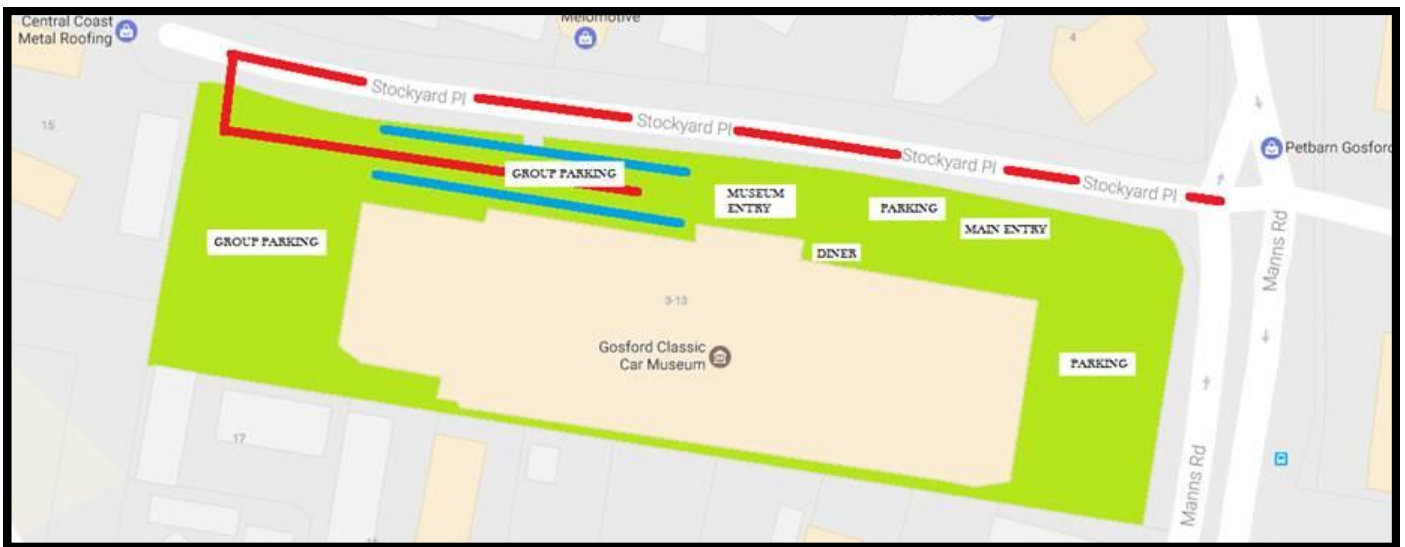 Central Coast
Metal Roofing
Melomotive
4
Stockyard Pl
Stockyard Pl
Stockyard Pl
Stockyard Pl
15
Petbarn Gosford
GROUP PARKING
MUSEUM
ENTRY
PARKING
MAIN ENTRY
GROUP PARKING
DINER
Manns Rd
3-13
Gosford Classic
Car Museum
PARKING
17
Manns Rd